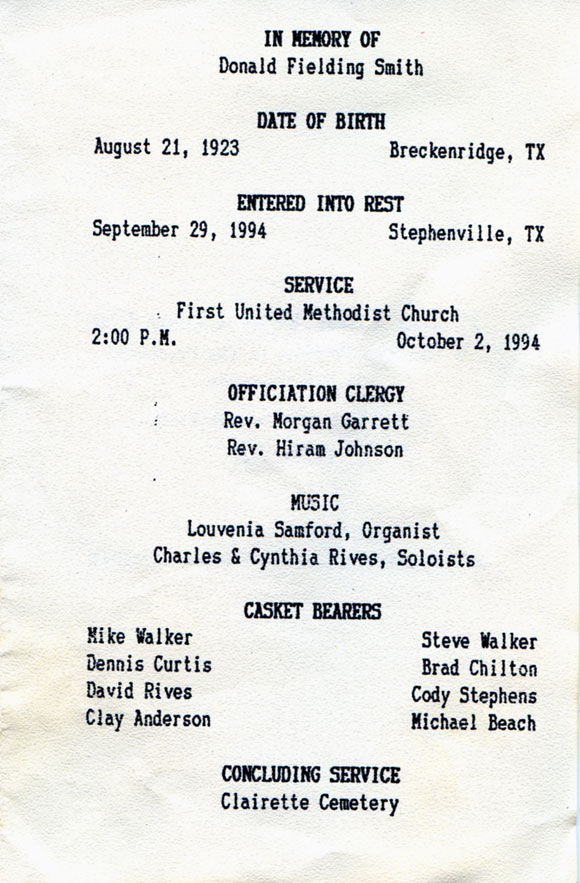 IN MEMORY OF
Donald Fielding Smith
DATE OF BIRTH
August 21, 1923 Breckenridge, TX
ENTERED INTO REST
September 29, 1994 Stephenville, TX
SERVICE
First United Methodist Church
2:00 P.M. October 2, 1994
OFFICIATION CLERGY
Rev. Morgan Garrett
Rev. Hiram Johnson
MUSIC
Louvenia Samford, Organist
Charles & Cynthia Rives, Soloists
CASKET BEARERS
Mike Walker Steve Walker
Dennis Curtis Brad Chilton
David Rives Cody Stephens
Clay Anderson Michael Beach
CONCLUDING SERVICE
Clairette Cemetery